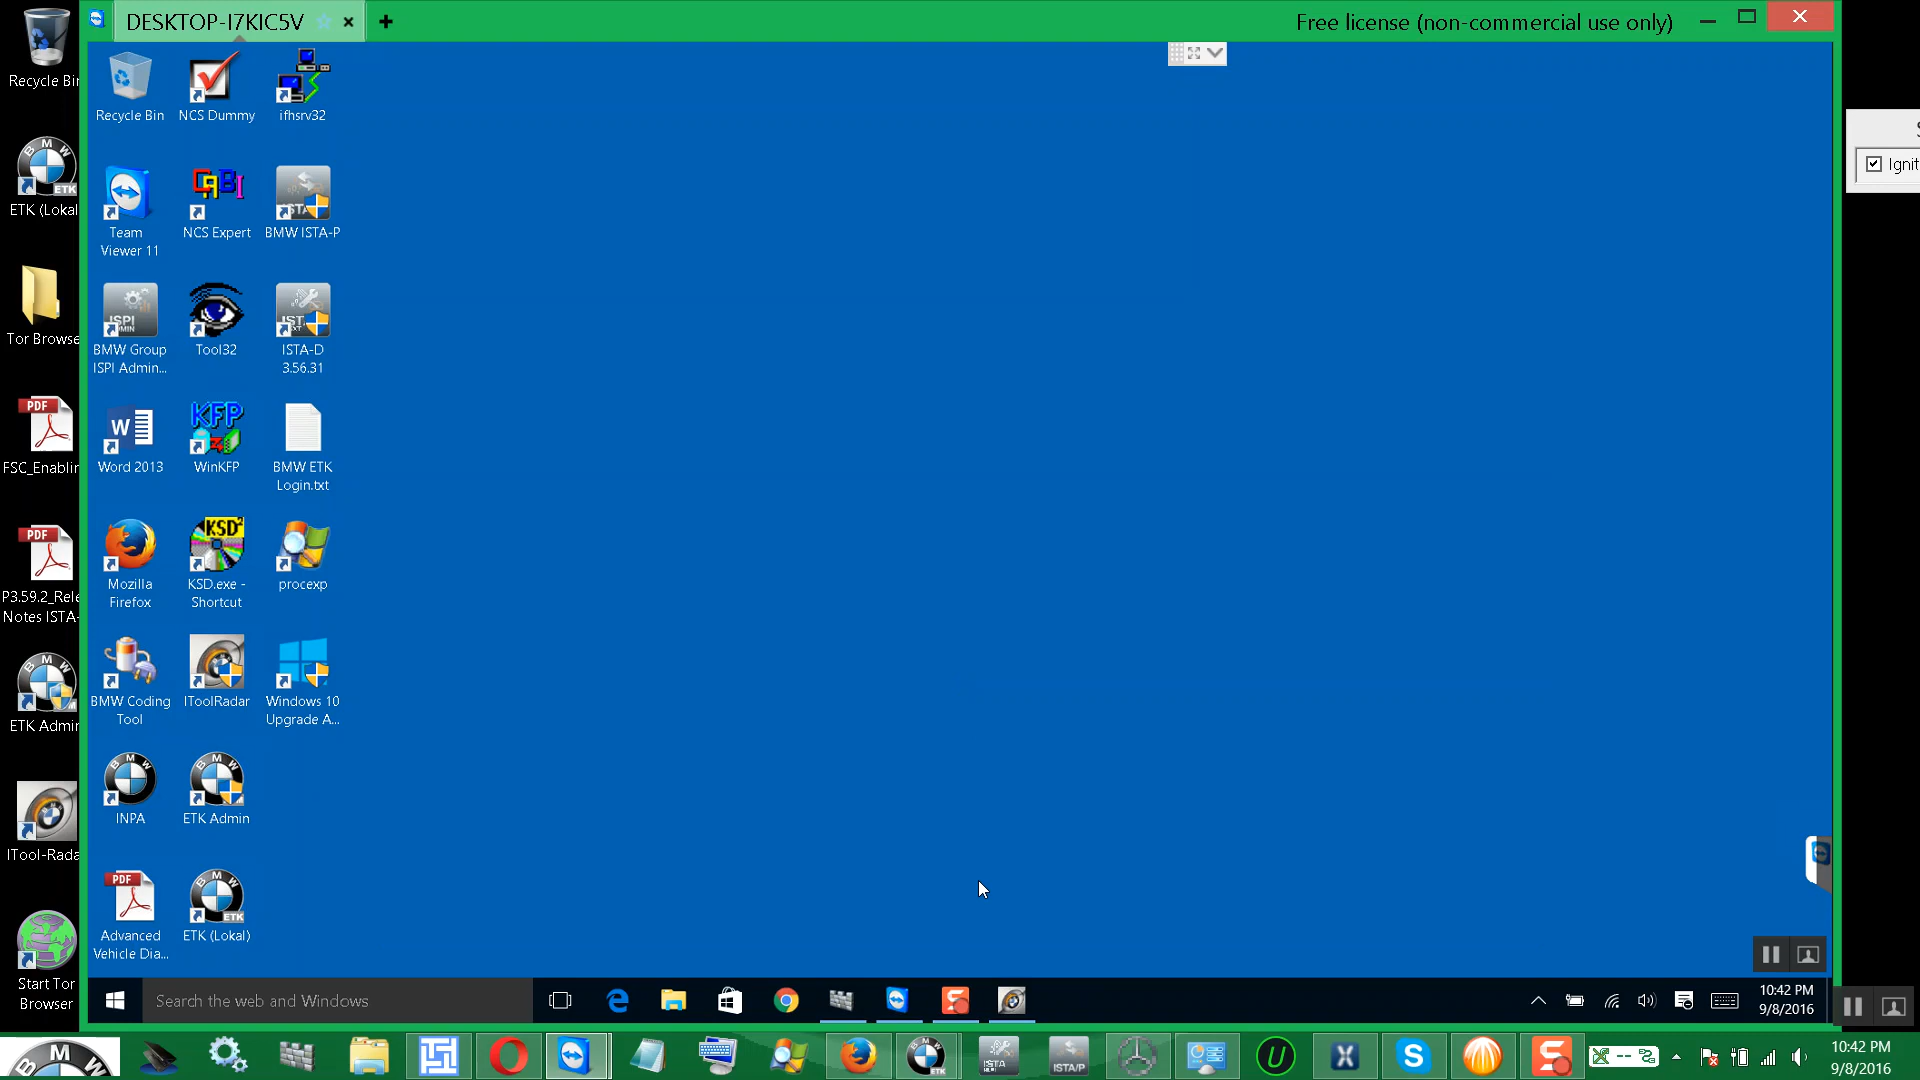 DESKTOP-I7KIC5V
Free license (non-commercial use only)
Recycle Bin
ETK (Lokal
Tor Browse
FSC_Enablin
P3.59.2_Rele
Notes ISTA-
ETK Admin
ITool-Rada
Start Tor
Browser
Recycle Bin
NCS Dummy
ifhsrv32
Team
Viewer 11
NCS Expert
BMW ISTA-P
BMW Group
ISPI Admin...
Tool32
ISTA-D
3.56.31
Word 2013
WinKFP
BMW ETK
Login.txt
Mozilla
Firefox
KSD.exe -
Shortcut
procexp
BMW Coding
Tool
IToolRadar
Windows 10
Upgrade A...
INPA
ETK Admin
Advanced
Vehicle Dia...
ETK (Lokal)
Ignit
Search the web and Windows
10:42 PM
9/8/2016
10:42 PM
9/8/2016